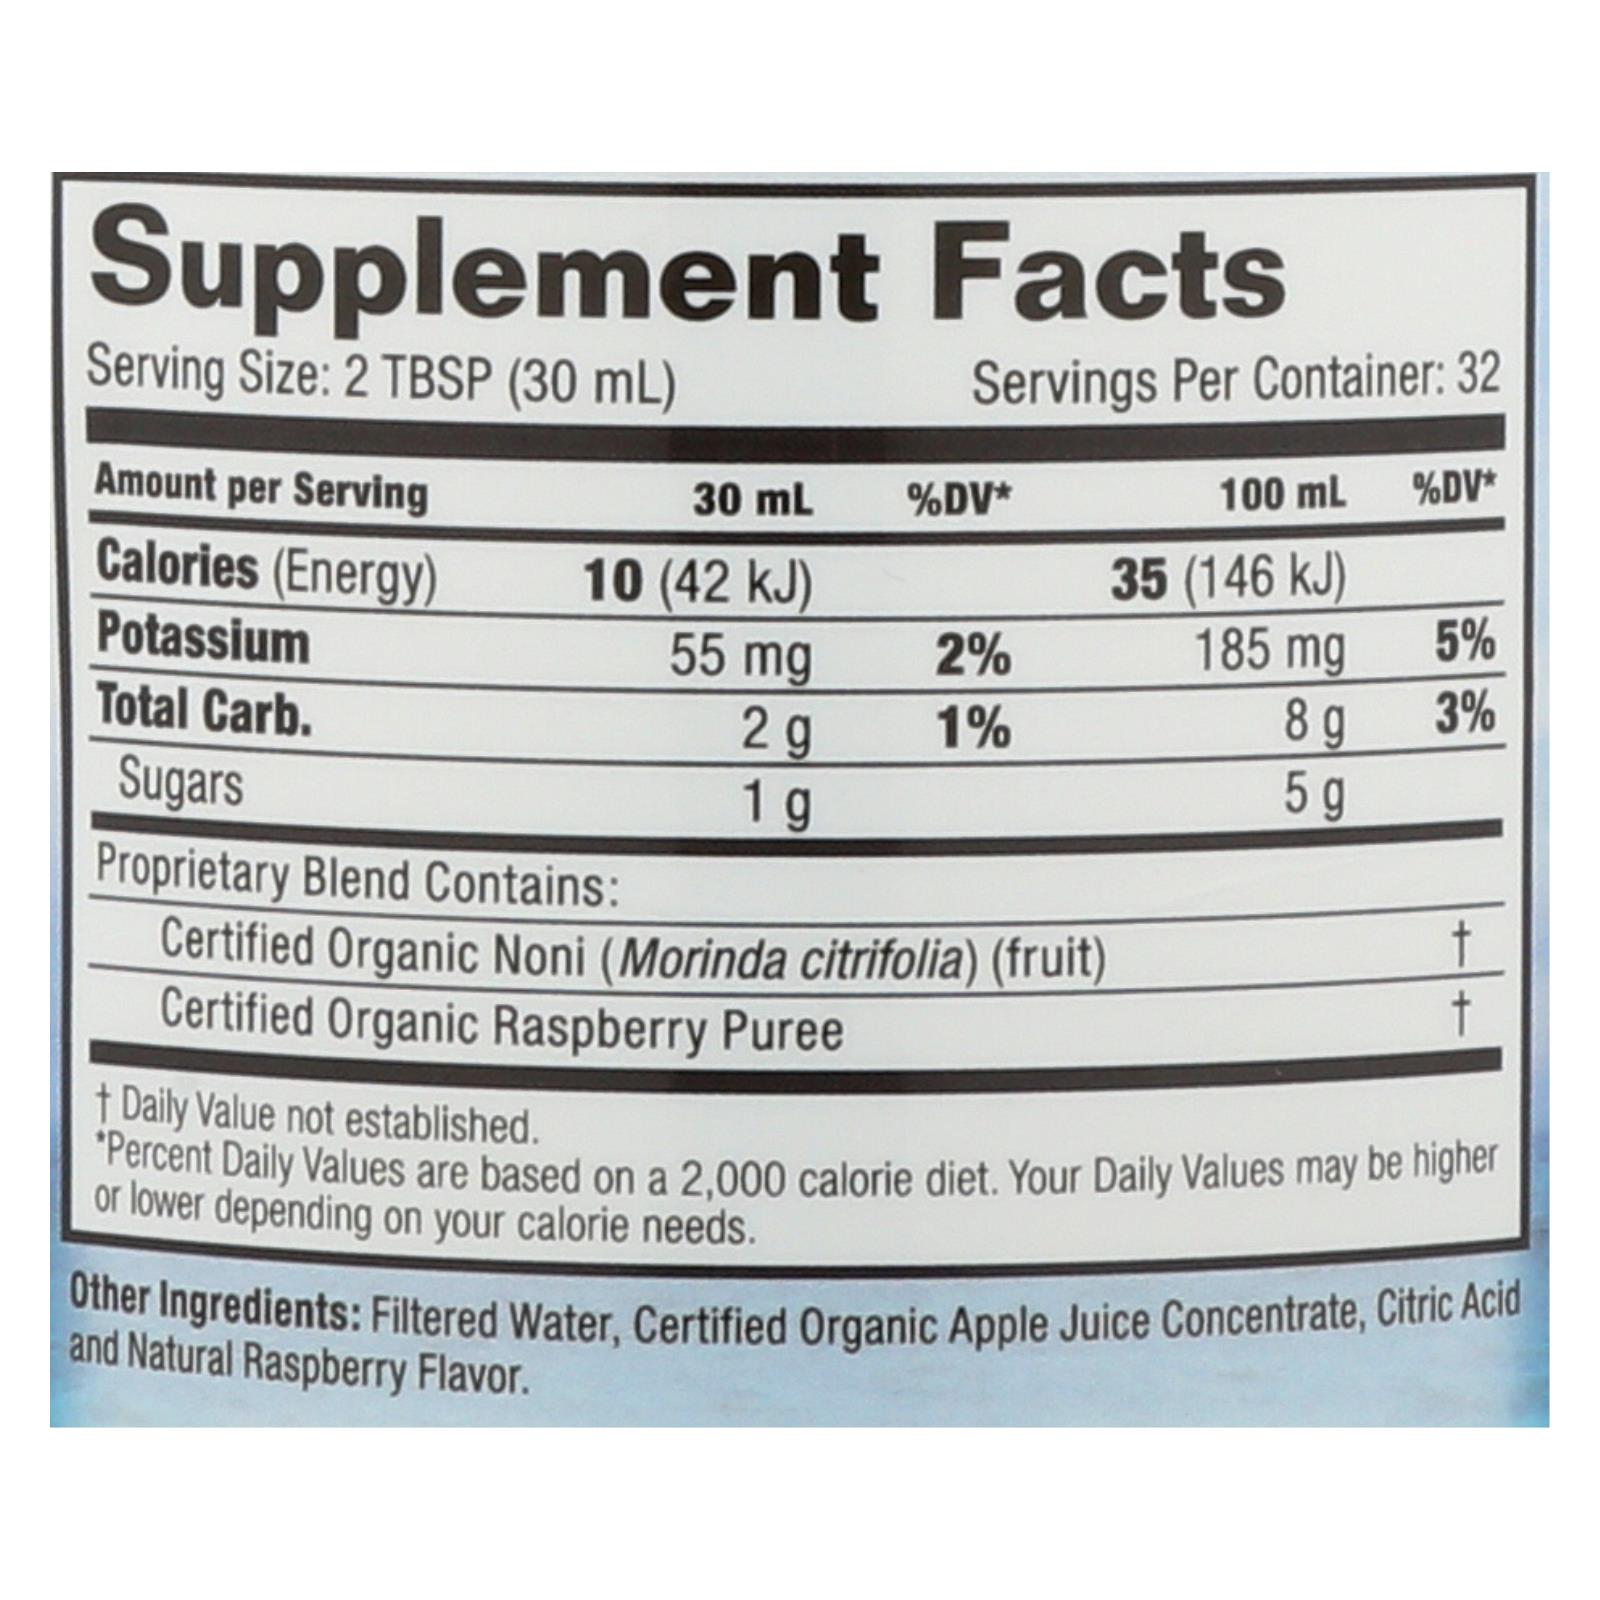 Supplement Facts
Serving Size: 2 TBSP (30 mL) Servings Per Container: 32
Amount per Serving 30 mL %DV* 100 mL %DV*
Calories (Energy) 10 (42 kJ) 35 (146 kJ)
Potassium 55 mg 2% 185 mg 5%
Total Carb. 2 g 1% 8 g 3%
Sugars 1 g 5 g
Proprietary Blend Contains:
Certified Organic Noni (Morinda citrifolia) (fruit) †
Certified Organic Raspberry Puree †
† Daily Value not established.
*Percent Daily Values are based on a 2,000 calorie diet. Your Daily Values may be higher
or lower depending on your calorie needs.
Other Ingredients: Filtered Water, Certified Organic Apple Juice Concentrate, Citric Acid
and Natural Raspberry Flavor.